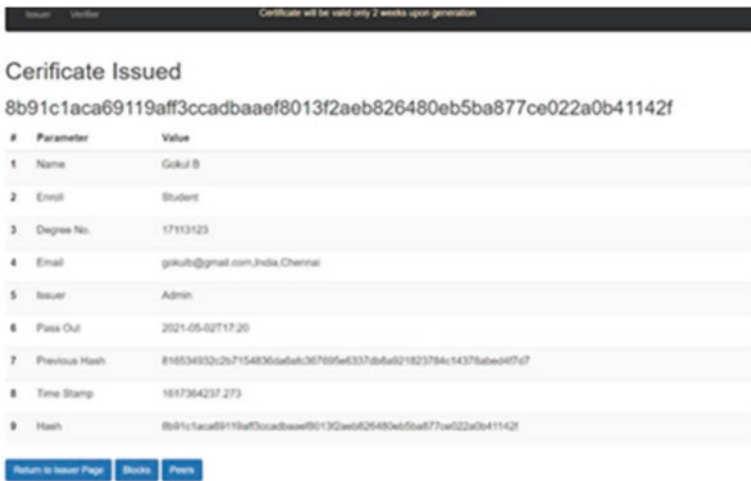 Issuer Verifier Certificate will be valid only 2 weeks upon generation
Cerificate Issued
8b91c1aca69119aff3ccadbaaef8013f2aeb826480eb5ba877ce022a0b41142f
# Parameter Value
1 Name Gokul B
2 Enroll Student
3 Degree No. 17113123
4 Email gokulb@gmail.com,India,Chennai
5 Issuer Admin
6 Pass Out 2021-05-02T17:20
7 Previous Hash
8 Time Stamp 1617364237.273
9 Hash 8b91c1aca69119aff3ccadbaaef8013f2aeb826480eb5ba877ce022a0b41142f
Return to Issuer Page Blocks Peers